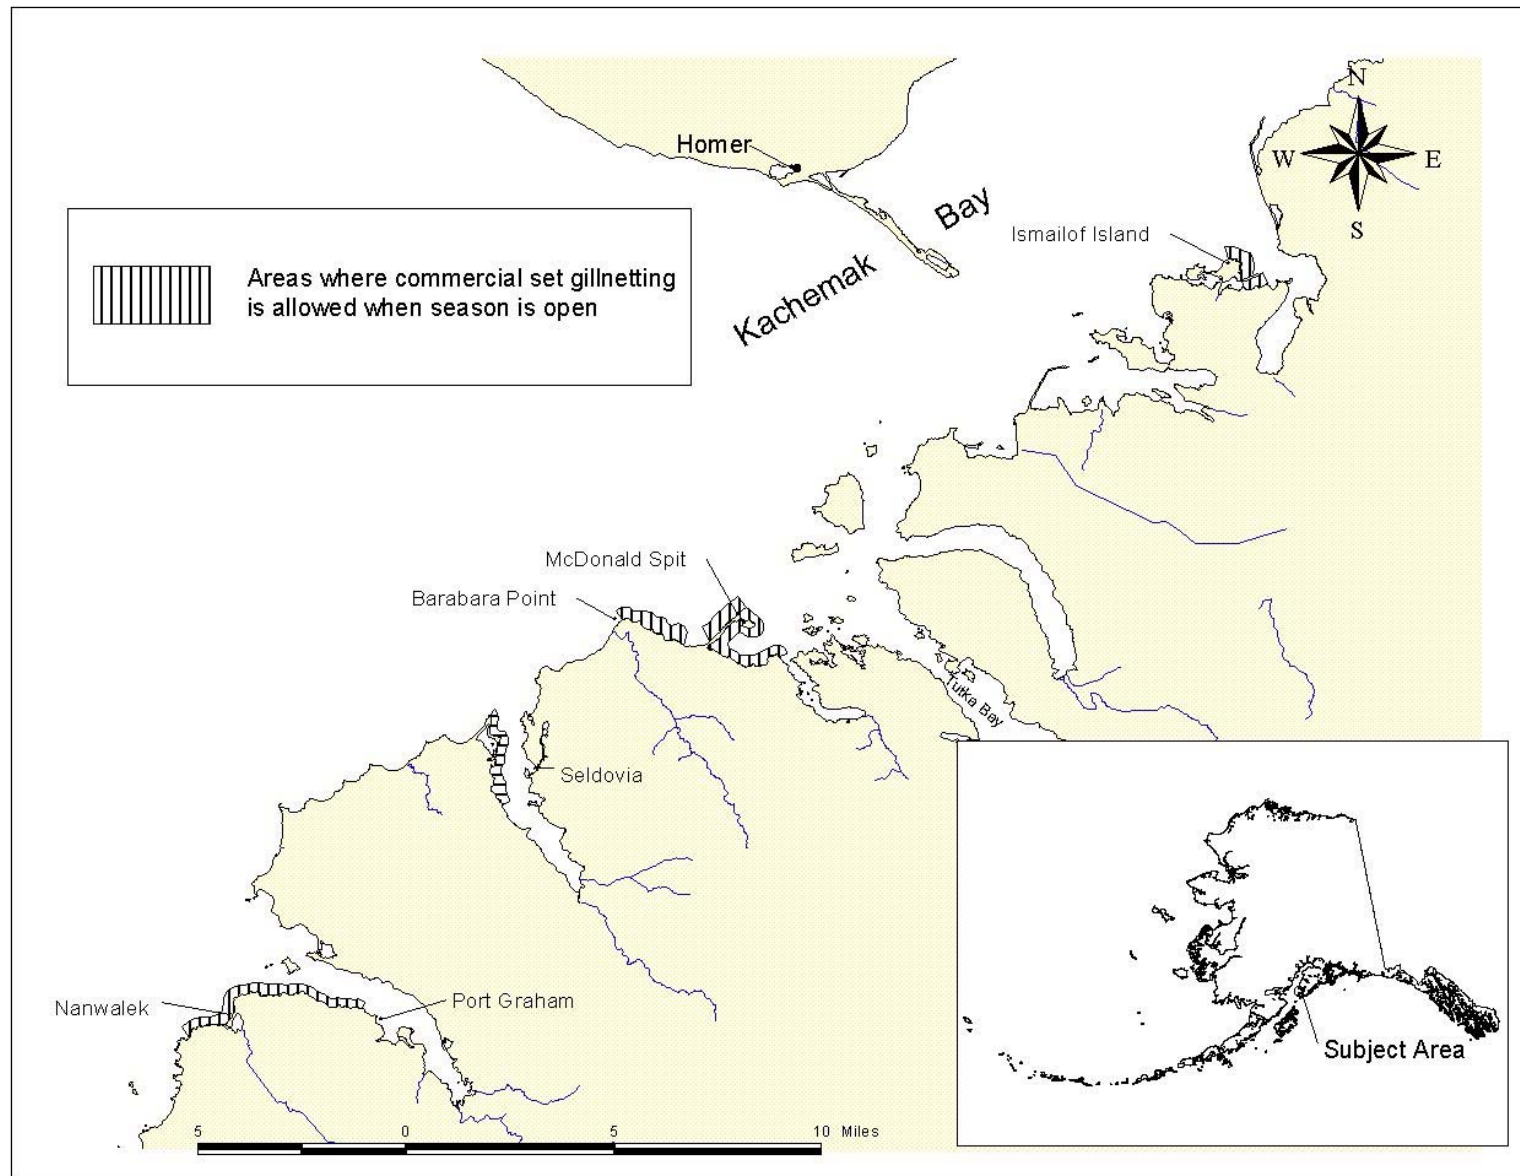 N
W
E
S
Homer
Kachemak Bay
Ismailof Island
Areas where commercial set gillnetting
is allowed when season is open
McDonald Spit
Barabara Point
Tutka Bay
Seldovia
Nanwalek
Port Graham
Subject Area
5 0 5 10 Miles